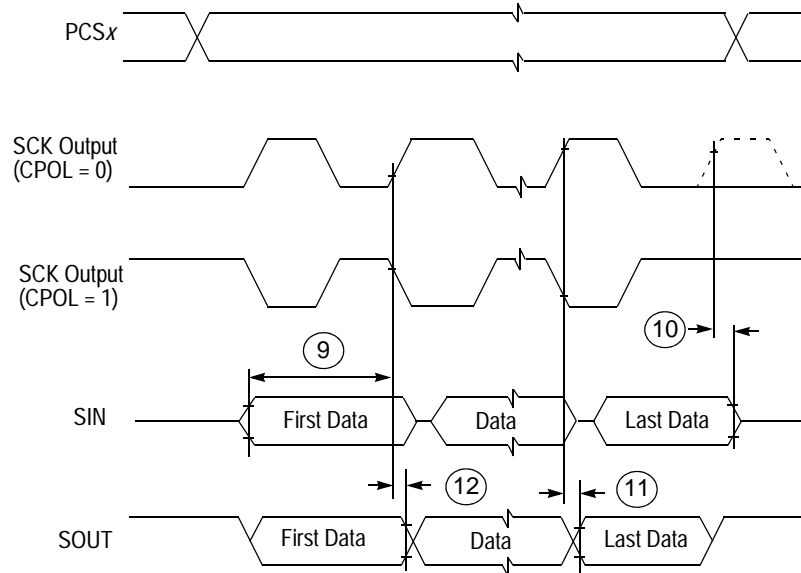 PCSx
SCK Output
(CPOL = 0)
SCK Output
(CPOL = 1)
10
9
SIN
First Data
Data
Last Data
12
11
SOUT
First Data
Data
Last Data